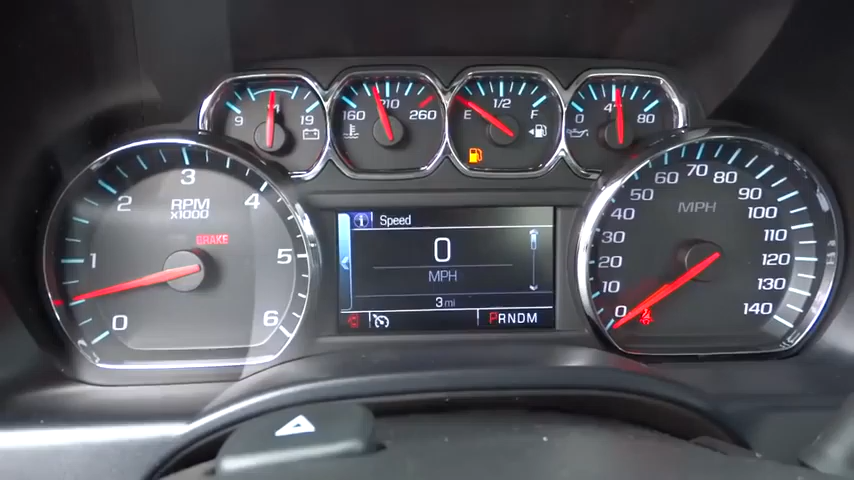 9 19
160 210 260
E 1/2 F
0 80
0 1 2 3 4 5 6
RPM
X1000
BRAKE
Speed
0
MPH
3 mi
PRNDM
0 10 20 30 40 50 60 70 80 90 100 110 120 130 140
MPH